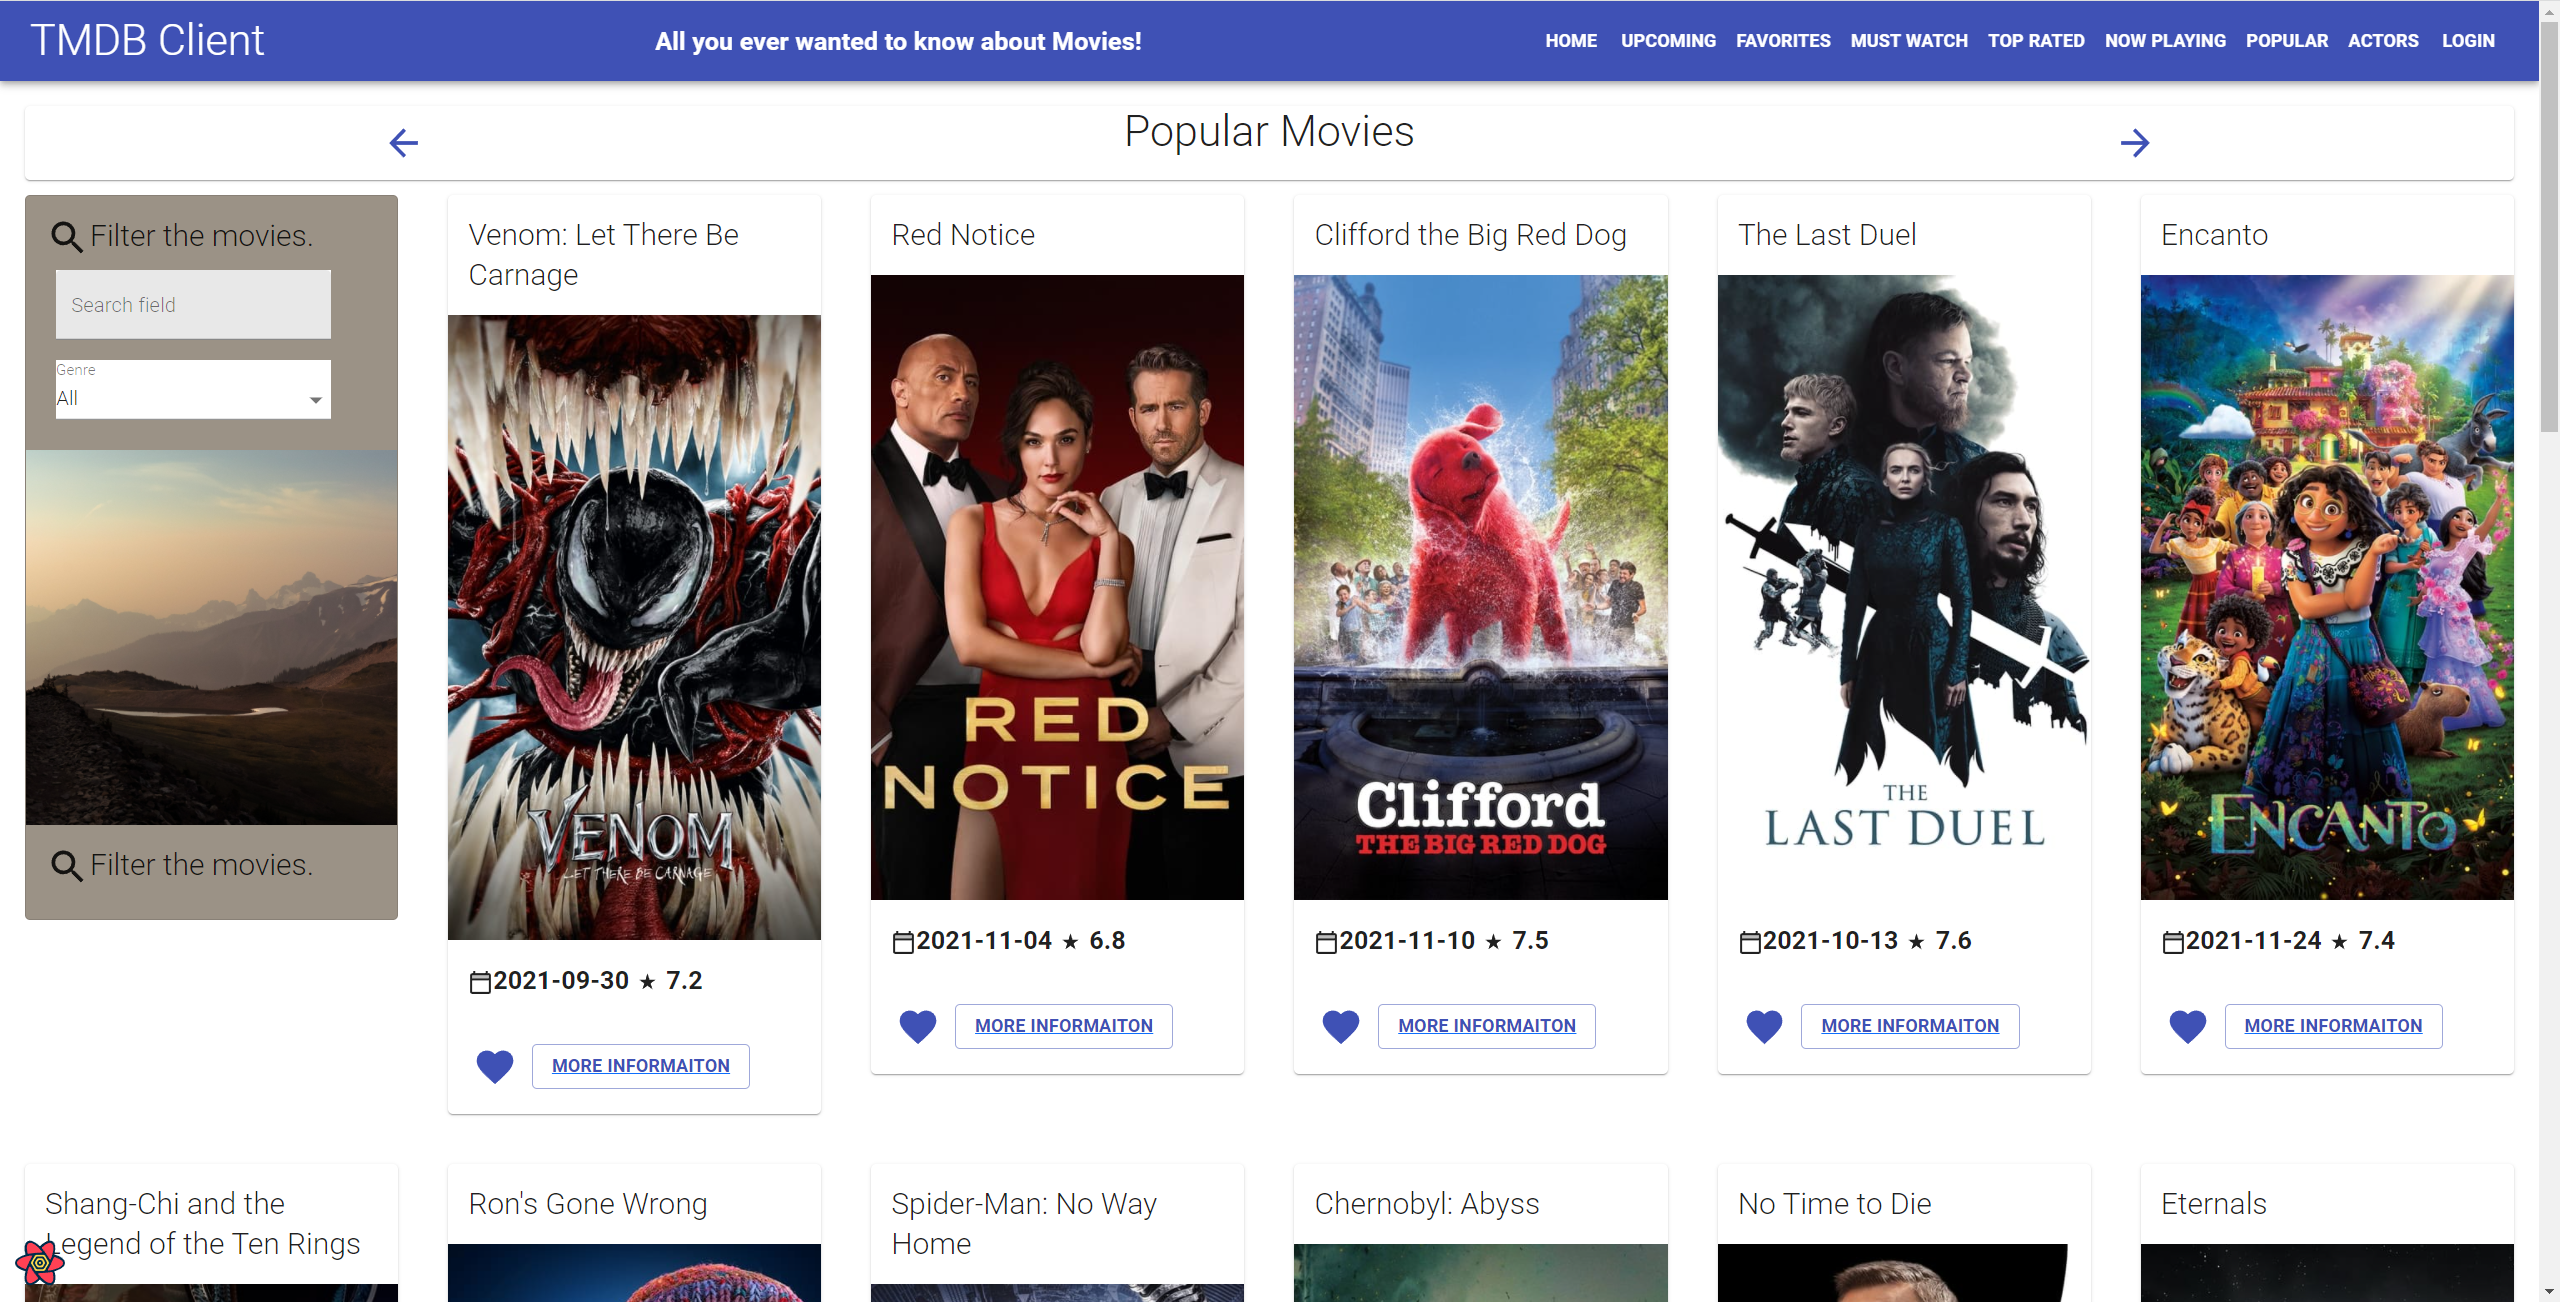 TMDB Client
All you ever wanted to know about Movies!
HOME UPCOMING FAVORITES MUST WATCH TOP RATED NOW PLAYING POPULAR ACTORS LOGIN
Popular Movies
Filter the movies.
Search field
Genre
All
Filter the movies.
Venom: Let There Be
Carnage
VENOM
LET THERE BE CARNAGE
2021-09-30 ★ 7.2
MORE INFORMAITON
Red Notice
RED
NOTICE
2021-11-04 ★ 6.8
MORE INFORMAITON
Clifford the Big Red Dog
Clifford
THE BIG RED DOG
2021-11-10 ★ 7.5
MORE INFORMAITON
The Last Duel
THE
LAST DUEL
2021-10-13 ★ 7.6
MORE INFORMAITON
Encanto
ENCANTO
2021-11-24 ★ 7.4
MORE INFORMAITON
Shang-Chi and the
Legend of the Ten Rings
Ron's Gone Wrong
Spider-Man: No Way
Home
Chernobyl: Abyss
No Time to Die
Eternals